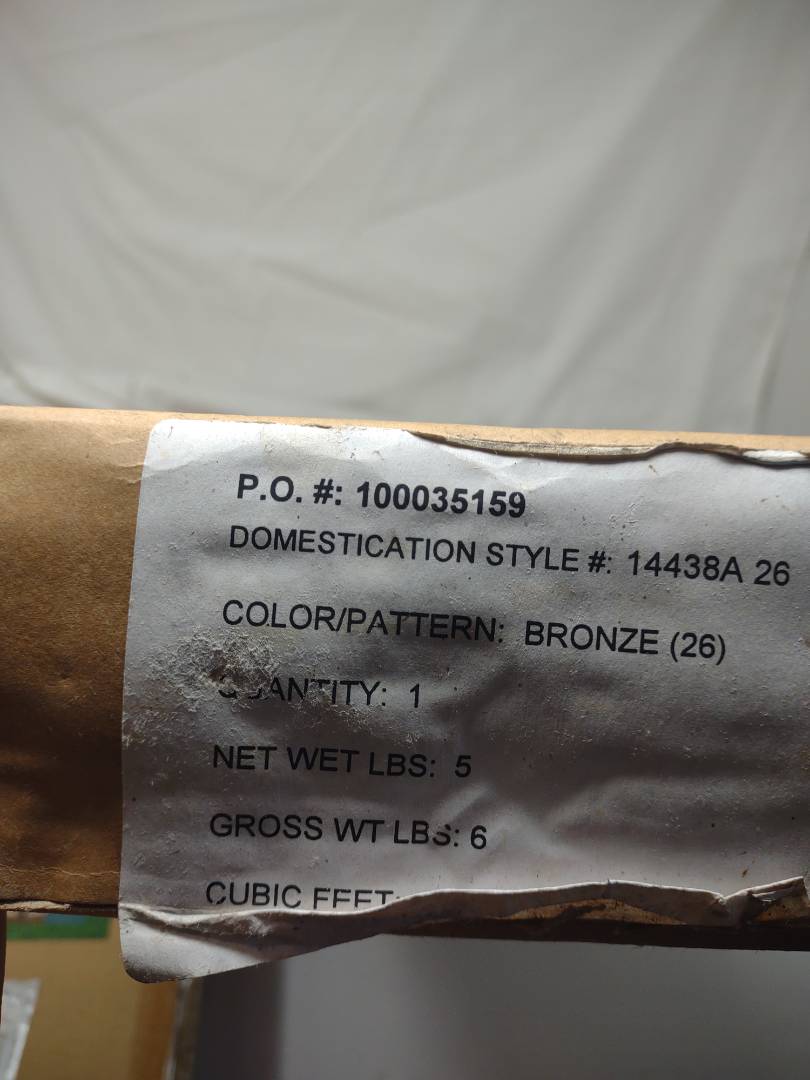 P.O. #: 100035159
DOMESTICATION STYLE #: 14438A 26
COLOR/PATTERN: BRONZE (26)
QUANTITY: 1
NET WET LBS: 5
GROSS WT LBS: 6
CUBIC FEET: